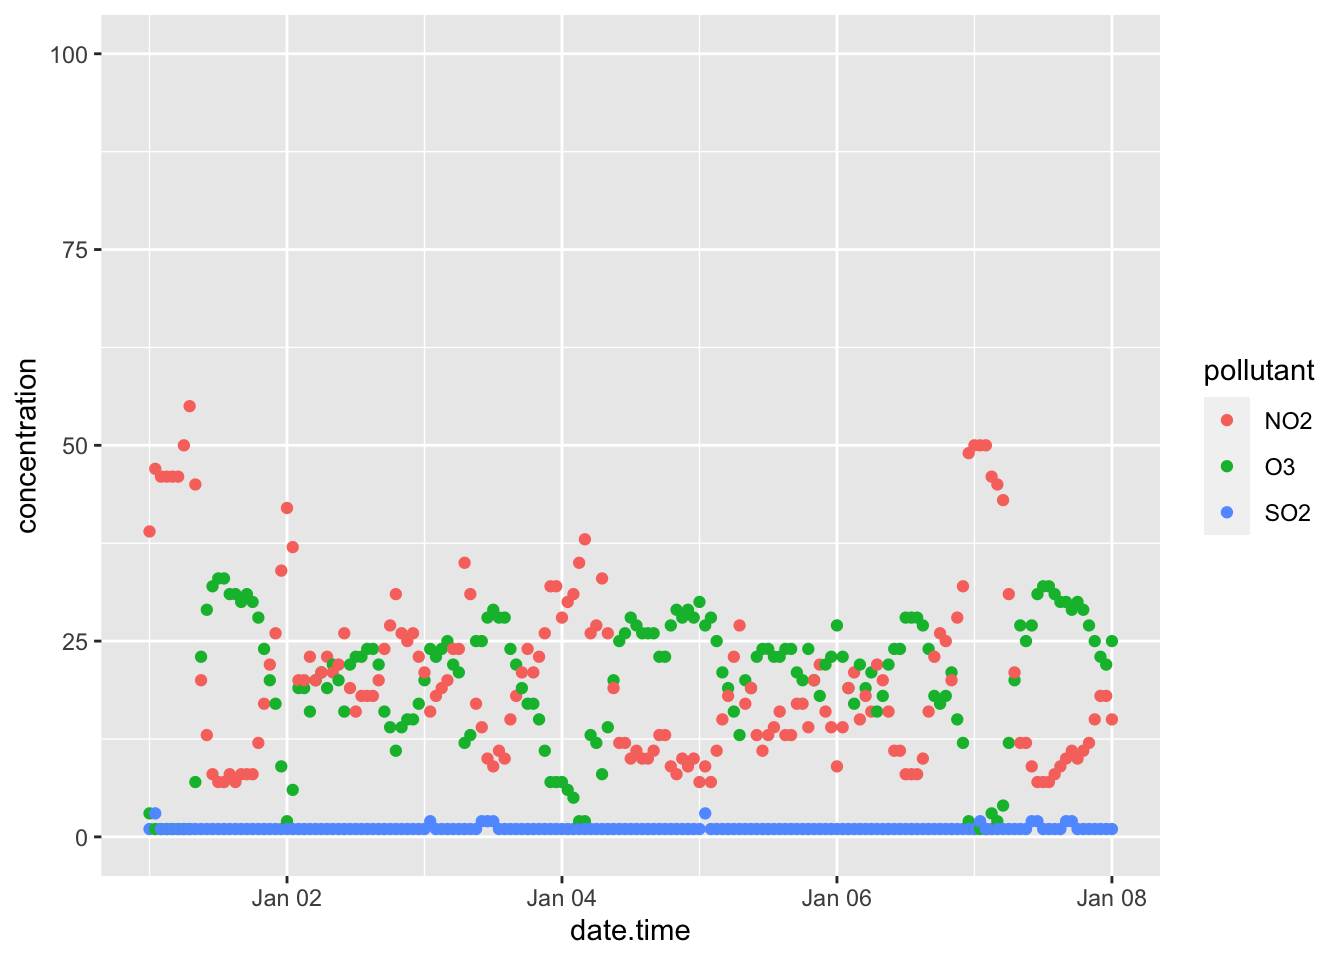 100
75
50
25
0
concentration
Jan 02
Jan 04
Jan 06
Jan 08
date.time
pollutant
NO2
O3
SO2